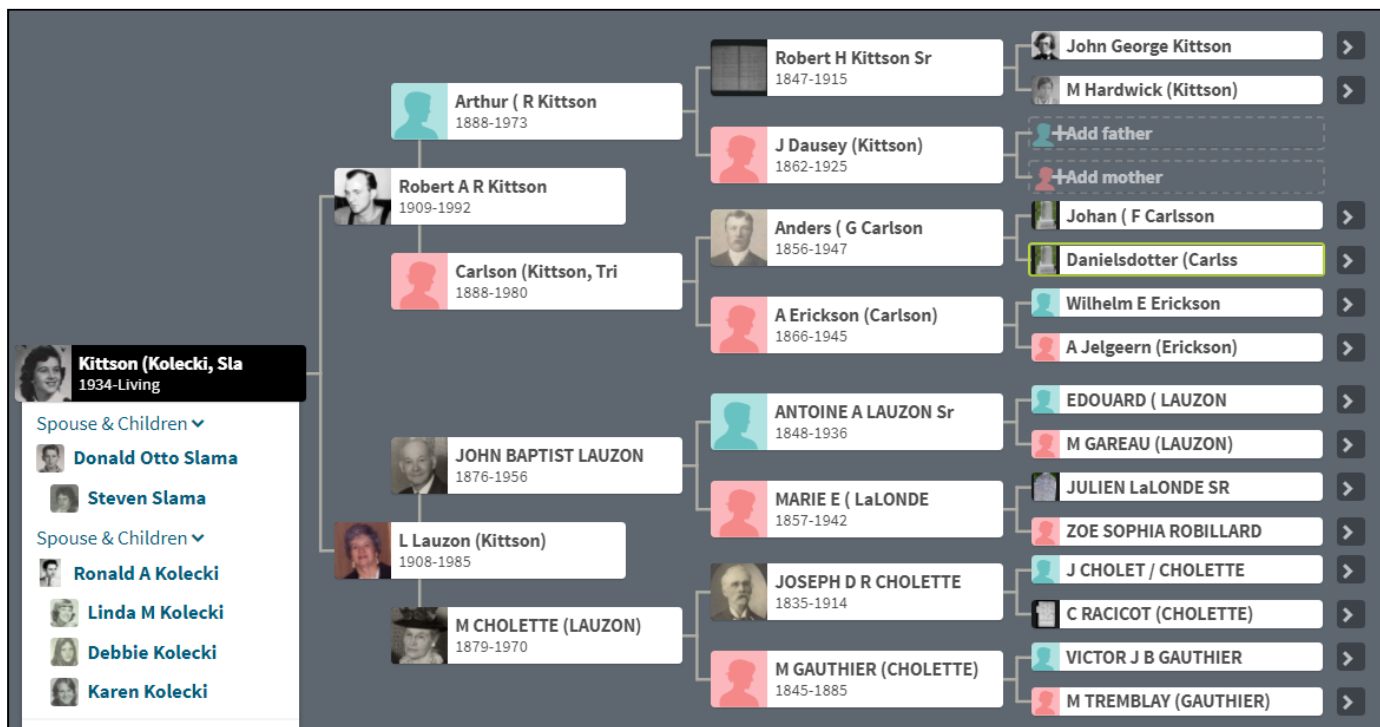 Kittson (Kolecki, Sla
1934-Living
Spouse & Children
Donald Otto Slama
Steven Slama
Spouse & Children
Ronald A Kolecki
Linda M Kolecki
Debbie Kolecki
Karen Kolecki
Robert A R Kittson
1909-1992
L Lauzon (Kittson)
1908-1985
Arthur ( R Kittson
1888-1973
Carlson (Kittson, Tri
1888-1980
JOHN BAPTIST LAUZON
1876-1956
M CHOLETTE (LAUZON)
1879-1970
Robert H Kittson Sr
1847-1915
J Dausey (Kittson)
1862-1925
Anders ( G Carlson
1856-1947
A Erickson (Carlson)
1866-1945
ANTOINE A LAUZON Sr
1848-1936
MARIE E ( LaLONDE
1857-1942
JOSEPH D R CHOLETTE
1835-1914
M GAUTHIER (CHOLETTE)
1845-1885
John George Kittson
M Hardwick (Kittson)
Add father
Add mother
Johan ( F Carlsson
Danielsdotter (Carlss
Wilhelm E Erickson
A Jelgeern (Erickson)
EDOUARD ( LAUZON
M GAREAU (LAUZON)
JULIEN LaLONDE SR
ZOE SOPHIA ROBILLARD
J CHOLET / CHOLETTE
C RACICOT (CHOLETTE)
VICTOR J B GAUTHIER
M TREMBLAY (GAUTHIER)